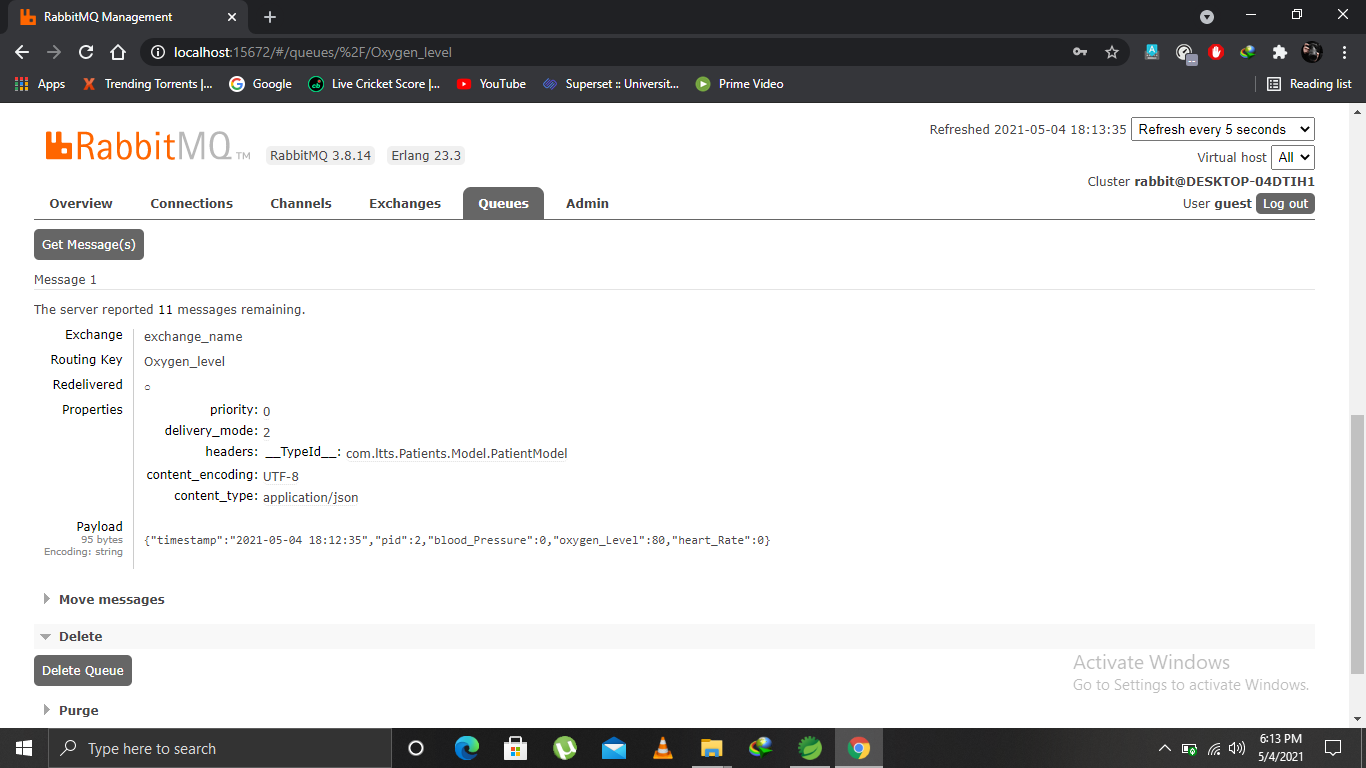 RabbitMQ Management
localhost:15672/#/queues/%2F/Oxygen_level
Apps Trending Torrents |... Google Live Cricket Score |... YouTube Superset :: Universit... Prime Video Reading list
RabbitMQ TM RabbitMQ 3.8.14 Erlang 23.3
Refreshed 2021-05-04 18:13:35 Refresh every 5 seconds
Virtual host All
Cluster rabbit@DESKTOP-04DTIH1
User guest Log out
Overview Connections Channels Exchanges Queues Admin
Get Message(s)
Message 1
The server reported 11 messages remaining.
Exchange exchange_name
Routing Key Oxygen_level
Redelivered ○
Properties priority: 0
delivery_mode: 2
headers: __TypeId__: com.ltts.Patients.Model.PatientModel
content_encoding: UTF-8
content_type: application/json
Payload
95 bytes
Encoding: string
{"timestamp":"2021-05-04 18:12:35","pid":2,"blood_Pressure":0,"oxygen_Level":80,"heart_Rate":0}
Move messages
Delete
Delete Queue
Purge
Activate Windows
Go to Settings to activate Windows.
Type here to search
6:13 PM
5/4/2021